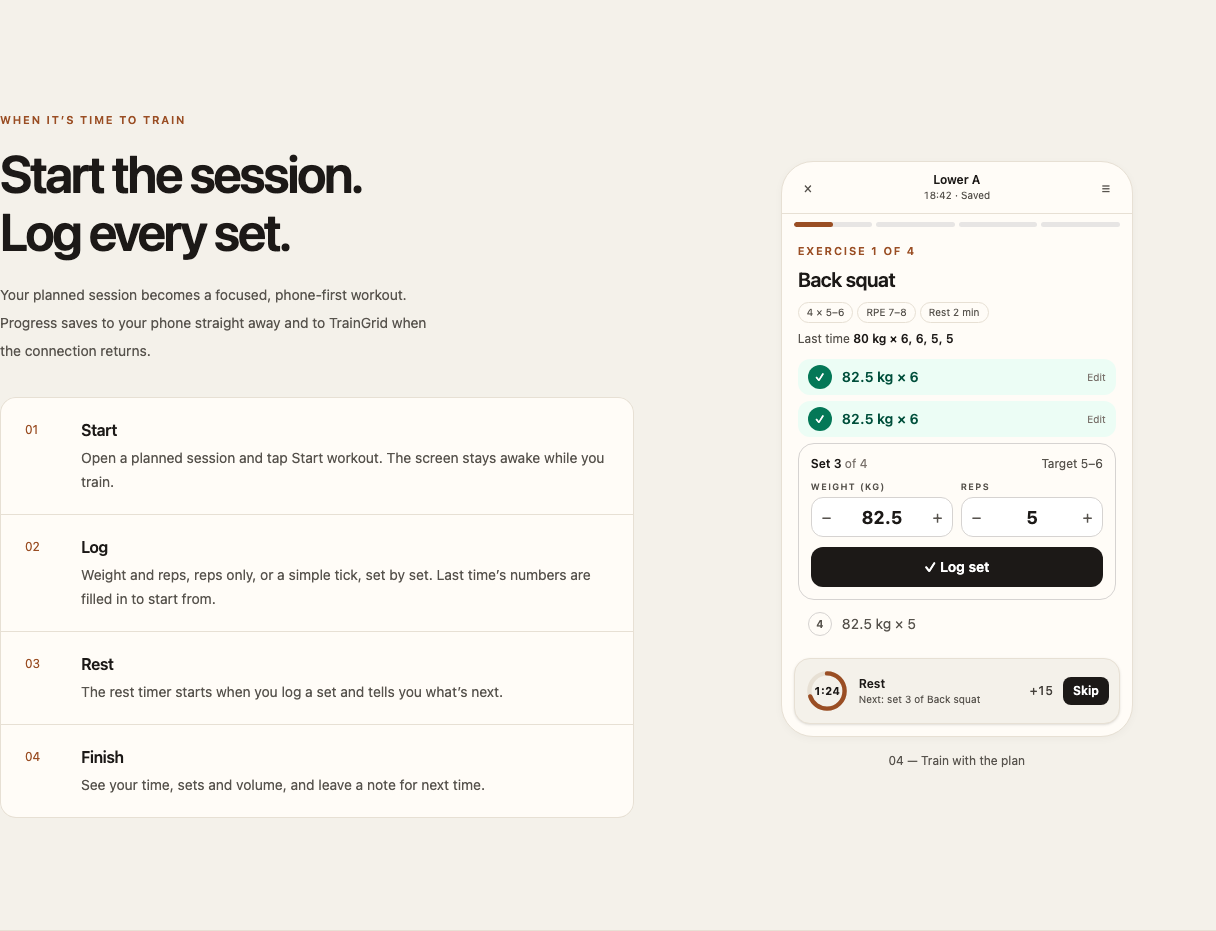 WHEN IT’S TIME TO TRAIN
Start the session.
Log every set.
Your planned session becomes a focused, phone-first workout.
Progress saves to your phone straight away and to TrainGrid when
the connection returns.
01
Start
Open a planned session and tap Start workout. The screen stays awake while you
train.
02
Log
Weight and reps, reps only, or a simple tick, set by set. Last time’s numbers are
filled in to start from.
03
Rest
The rest timer starts when you log a set and tells you what’s next.
04
Finish
See your time, sets and volume, and leave a note for next time.
× Lower A ≡
18:42 · Saved
EXERCISE 1 OF 4
Back squat
4 × 5–6 RPE 7–8 Rest 2 min
Last time 80 kg × 6, 6, 5, 5
✓ 82.5 kg × 6 Edit
✓ 82.5 kg × 6 Edit
Set 3 of 4 Target 5–6
WEIGHT (KG) REPS
− 82.5 + − 5 +
✓ Log set
4 82.5 kg × 5
1:24 Rest +15 Skip
Next: set 3 of Back squat
04 — Train with the plan